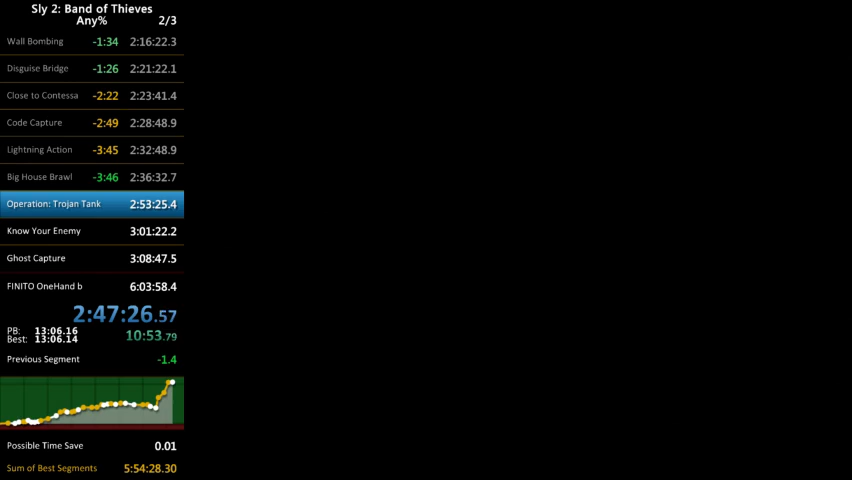 Sly 2: Band of Thieves
Any% 2/3
Wall Bombing -1:34 2:16:22.3
Disguise Bridge -1:26 2:21:22.1
Close to Contessa -2:22 2:23:41.4
Code Capture -2:49 2:28:48.9
Lightning Action -3:45 2:32:48.9
Big House Brawl -3:46 2:36:32.7
Operation: Trojan Tank 2:53:25.4
Know Your Enemy 3:01:22.2
Ghost Capture 3:08:47.5
FINITO OneHand b 6:03:58.4
2:47:26.57
PB: 13:06.16
Best: 13:06.14
10:53.79
Previous Segment -1.4
Possible Time Save 0.01
Sum of Best Segments 5:54:28.30